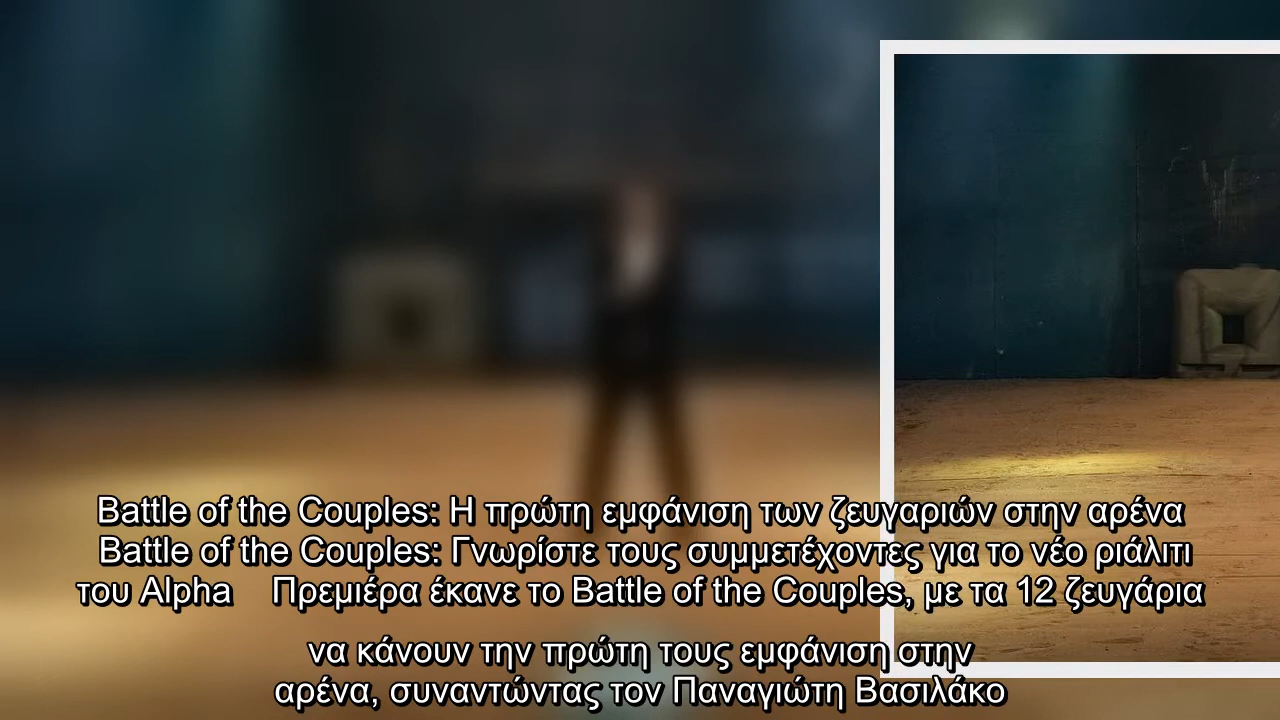 Battle of the Couples: Η πρώτη εμφάνιση των ζευγαριών στην αρένα
Battle of the Couples: Γνωρίστε τους συμμετέχοντες για το νέο ριάλιτι
του Alpha    Πρεμιέρα έκανε το Battle of the Couples, με τα 12 ζευγάρια
να κάνουν την πρώτη τους εμφάνιση στην
αρένα, συναντώντας τον Παναγιώτη Βασιλάκο